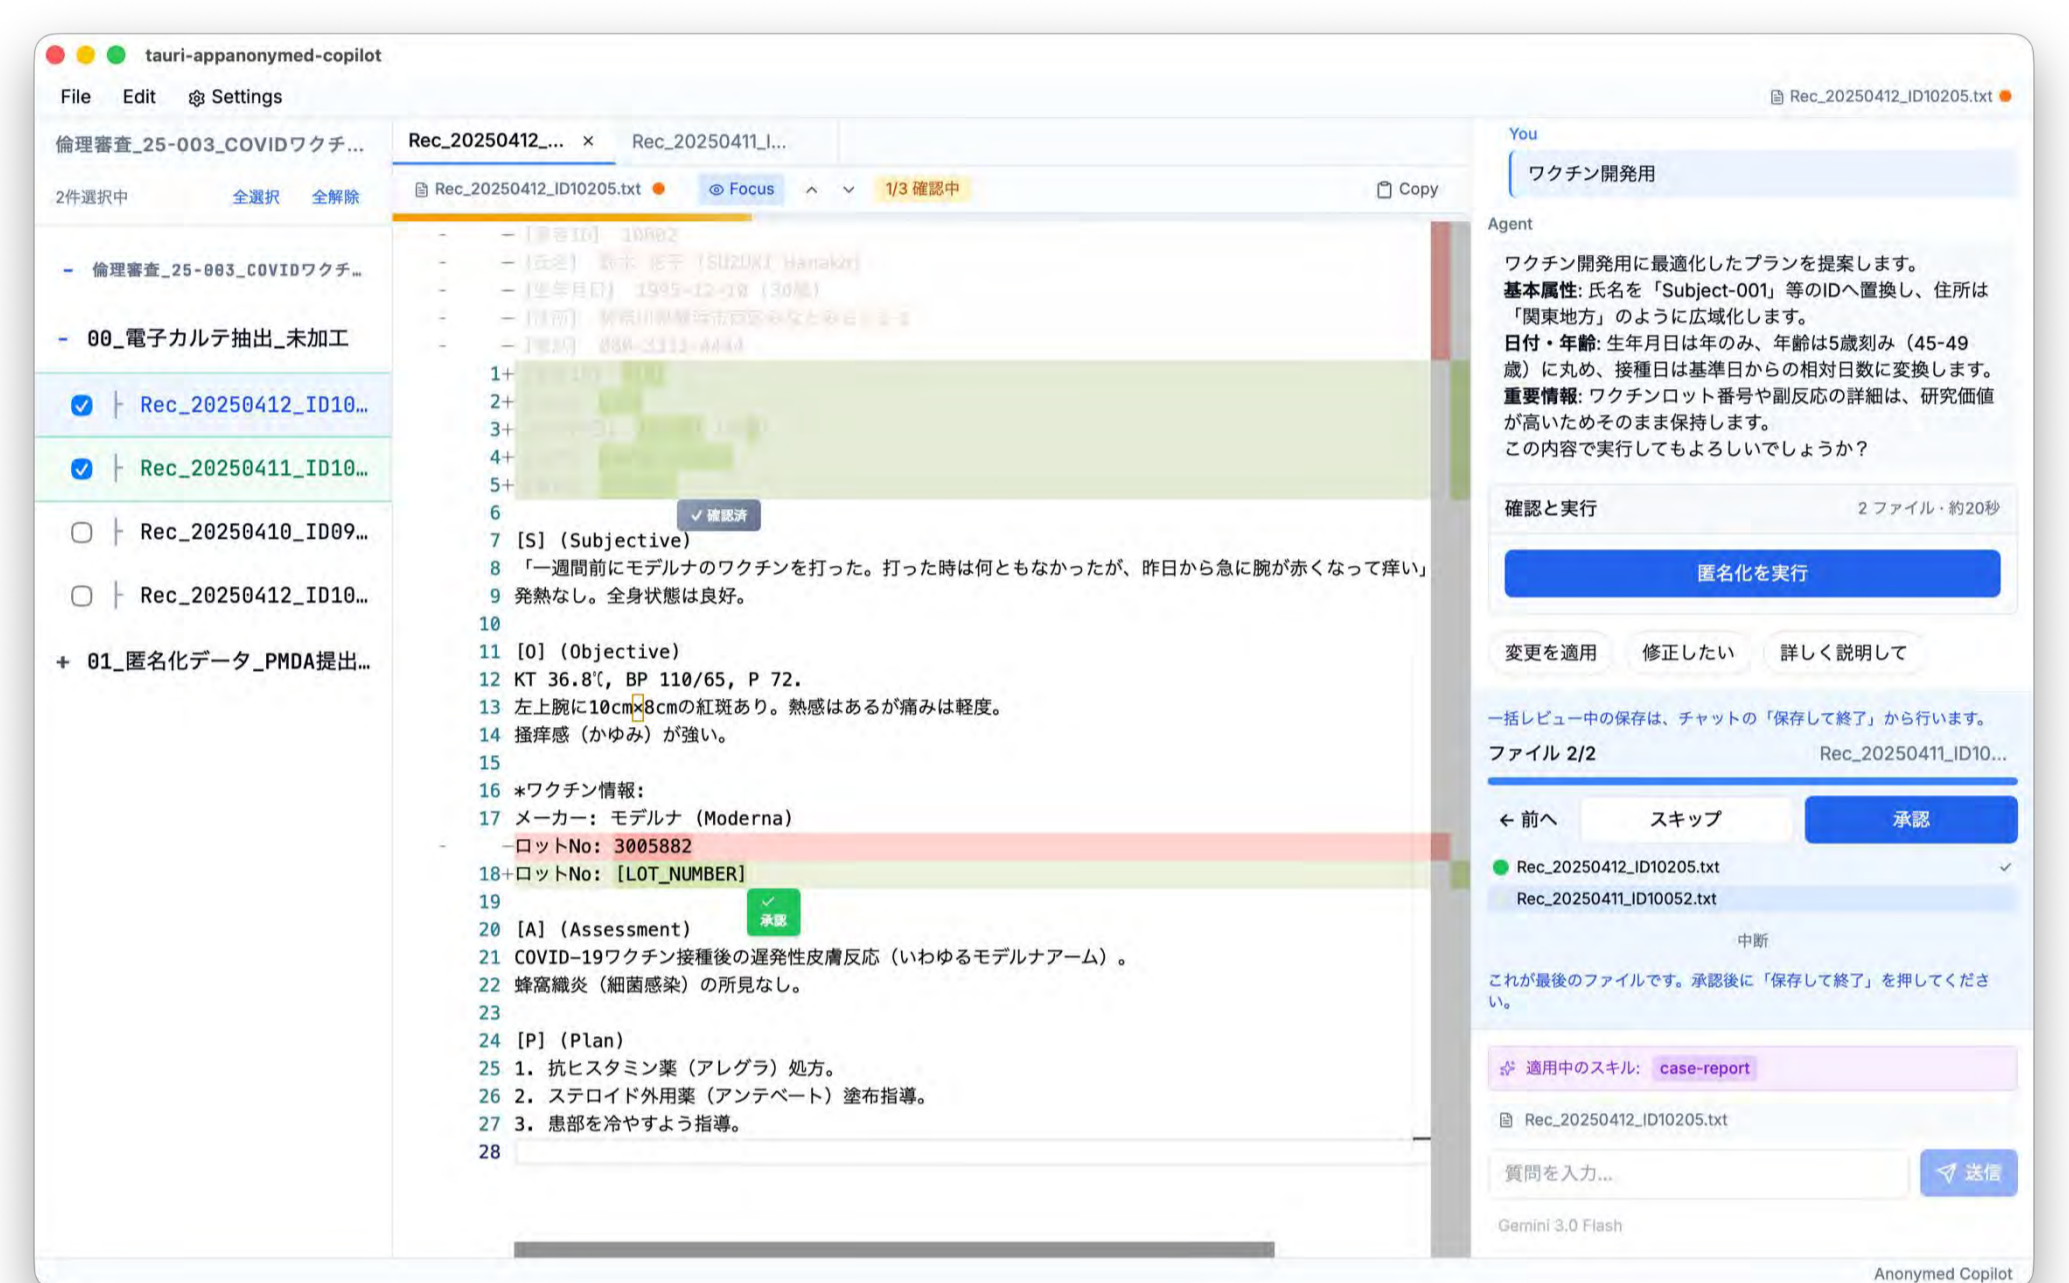 tauri-appanonymed-copilot
File Edit Settings
Rec_20250412_ID10205.txt
倫理審査_25-003_COVIDワクチ...
2件選択中 全選択 全解除
- 倫理審査_25-003_COVIDワクチ…
- 00_電子カルテ抽出_未加工
Rec_20250412_ID10…
Rec_20250411_ID10…
Rec_20250410_ID09…
Rec_20250412_ID10…
+ 01_匿名化データ_PMDA提出…
Rec_20250412_... × Rec_20250411_I...
Rec_20250412_ID10205.txt Focus 1/3 確認中 Copy
1+
2+
3+
4+
5+
6
✓ 確認済
7 [S] (Subjective)
8 「一週間前にモデルナのワクチンを打った。打った時は何ともなかったが、昨日から急に腕が赤くなって痒い」
9 発熱なし。全身状態は良好。
10
11 [O] (Objective)
12 KT 36.8℃, BP 110/65, P 72.
13 左上腕に10cm×8cmの紅斑あり。熱感はあるが痛みは軽度。
14 掻痒感（かゆみ）が強い。
15
16 *ワクチン情報:
17 メーカー: モデルナ (Moderna)
- −ロットNo: 3005882
18+ロットNo: [LOT_NUMBER]
19
✓ 承認
20 [A] (Assessment)
21 COVID-19ワクチン接種後の遅発性皮膚反応（いわゆるモデルナアーム）。
22 蜂窩織炎（細菌感染）の所見なし。
23
24 [P] (Plan)
25 1. 抗ヒスタミン薬（アレグラ）処方。
26 2. ステロイド外用薬（アンテベート）塗布指導。
27 3. 患部を冷やすよう指導。
28
You
ワクチン開発用
Agent
ワクチン開発用に最適化したプランを提案します。
基本属性: 氏名を「Subject-001」等のIDへ置換し、住所は
「関東地方」のように広域化します。
日付・年齢: 生年月日は年のみ、年齢は5歳刻み（45-49
歳）に丸め、接種日は基準日からの相対日数に変換します。
重要情報: ワクチンロット番号や副反応の詳細は、研究価値
が高いためそのまま保持します。
この内容で実行してもよろしいでしょうか？
確認と実行 2 ファイル・約20秒
匿名化を実行
変更を適用 修正したい 詳しく説明して
一括レビュー中の保存は、チャットの「保存して終了」から行います。
ファイル 2/2 Rec_20250411_ID10...
← 前へ スキップ 承認
Rec_20250412_ID10205.txt ✓
Rec_20250411_ID10052.txt
中断
これが最後のファイルです。承認後に「保存して終了」を押してくださ
い。
適用中のスキル: case-report
Rec_20250412_ID10205.txt
質問を入力... 送信
Gemini 3.0 Flash
Anonymed Copilot